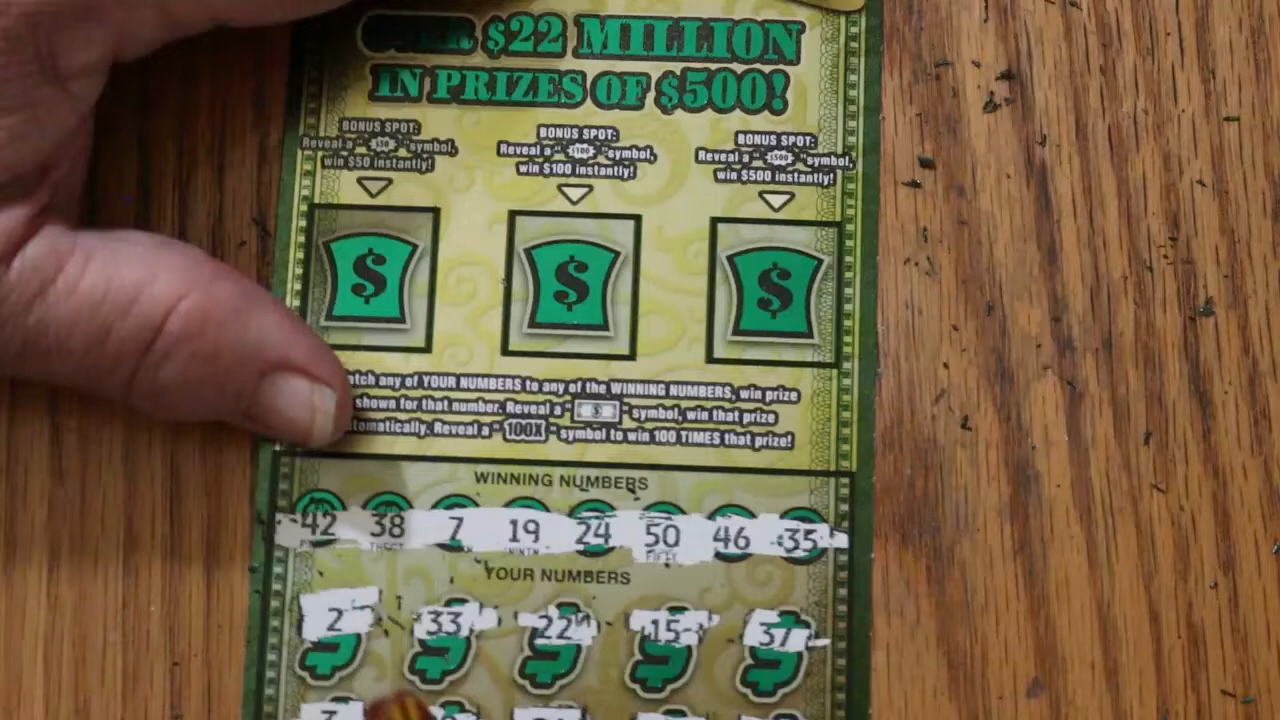 $22 MILLION
IN PRIZES OF $500!
BONUS SPOT:
Reveal a "$50" symbol,
win $50 instantly!
BONUS SPOT:
Reveal a "$100" symbol,
win $100 instantly!
BONUS SPOT:
Reveal a "$500" symbol,
win $500 instantly!
$ $ $
any of YOUR NUMBERS to any of the WINNING NUMBERS, win prize
shown for that number. Reveal a "$" symbol, win that prize
Reveal a "100X" symbol to win 100 TIMES that prize!
WINNING NUMBERS
42 38 7 19 24 50 46 35
YOUR NUMBERS
2 33 22 15 37